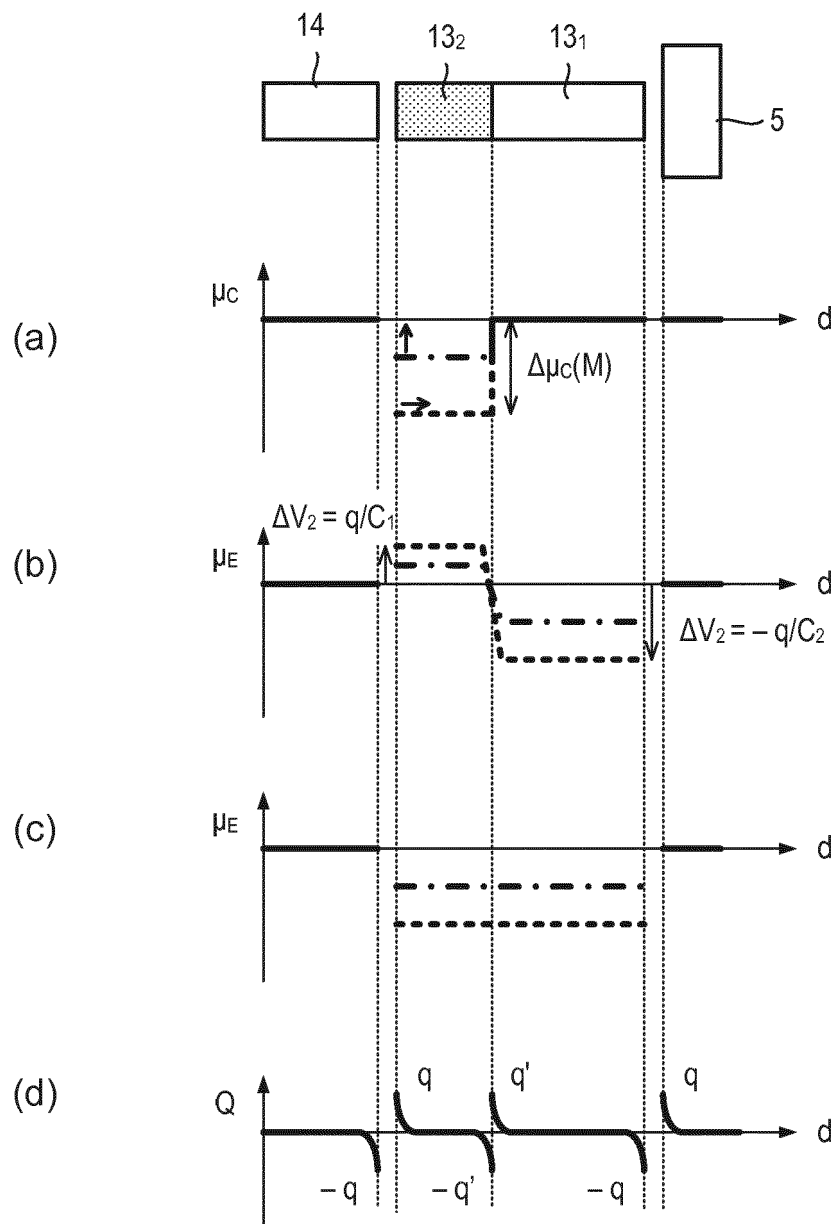 14
13₂
13₁
5
(a)
μC
d
ΔμC(M)
(b)
ΔV₂ = q/C₁
μE
d
ΔV₂ = – q/C₂
(c)
μE
d
(d)
Q
q
q'
q
d
– q
– q'
– q